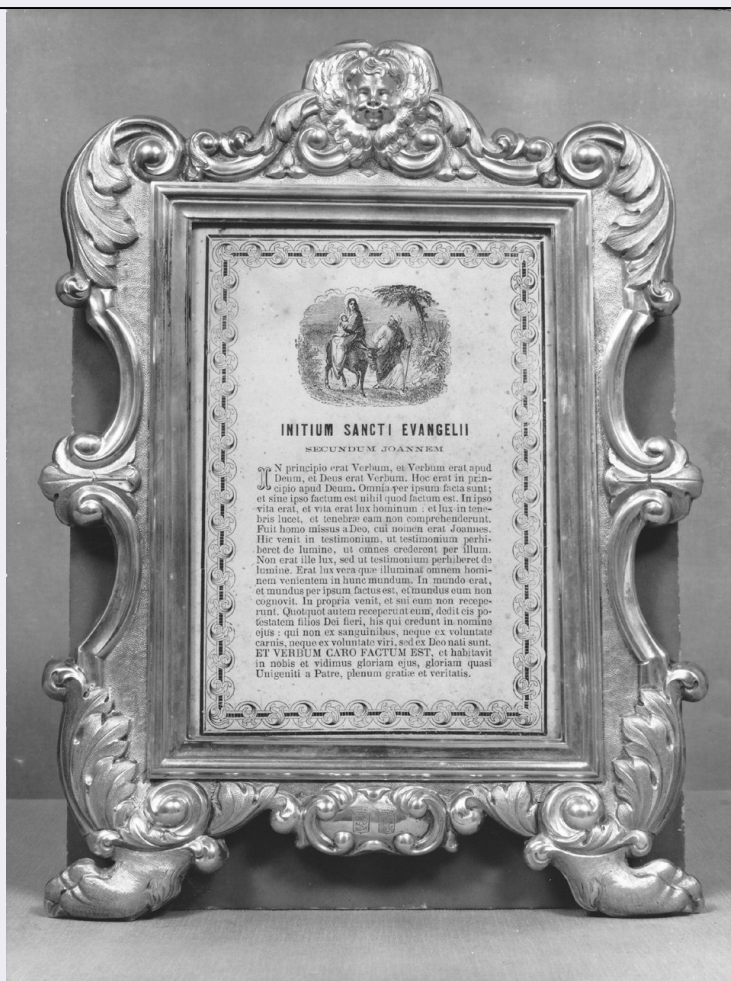 INITIUM SANCTI EVANGELII
SECUNDUM JOANNEM
IN principio erat Verbum, et Verbum erat apud
Deum, et Deus erat Verbum. Hoc erat in prin-
cipio apud Deum. Omnia per ipsum facta sunt;
et sine ipso factum est nihil quod factum est. In ipso
vita erat, et vita erat lux hominum : et lux in tene-
bris lucet, et tenebræ eam non comprehenderunt.
Fuit homo missus a Deo, cui nomen erat Joannes.
Hic venit in testimonium, ut testimonium perhi-
beret de lumine, ut omnes crederent per illum.
Non erat ille lux, sed ut testimonium perhiberet de
lumine. Erat lux vera quæ illuminat omnem homi-
nem venientem in hunc mundum. In mundo erat,
et mundus per ipsum factus est, et mundus eum non
cognovit. In propria venit, et sui eum non recepe-
runt. Quotquot autem receperunt eum, dedit eis po-
testatem filios Dei fieri, his qui credunt in nomine
ejus : qui non ex sanguinibus, neque ex voluntate
carnis, neque ex voluntate viri, sed ex Deo nati sunt.
ET VERBUM CARO FACTUM EST, et habitavit
in nobis et vidimus gloriam ejus, gloriam quasi
Unigeniti a Patre, plenum gratiæ et veritatis.